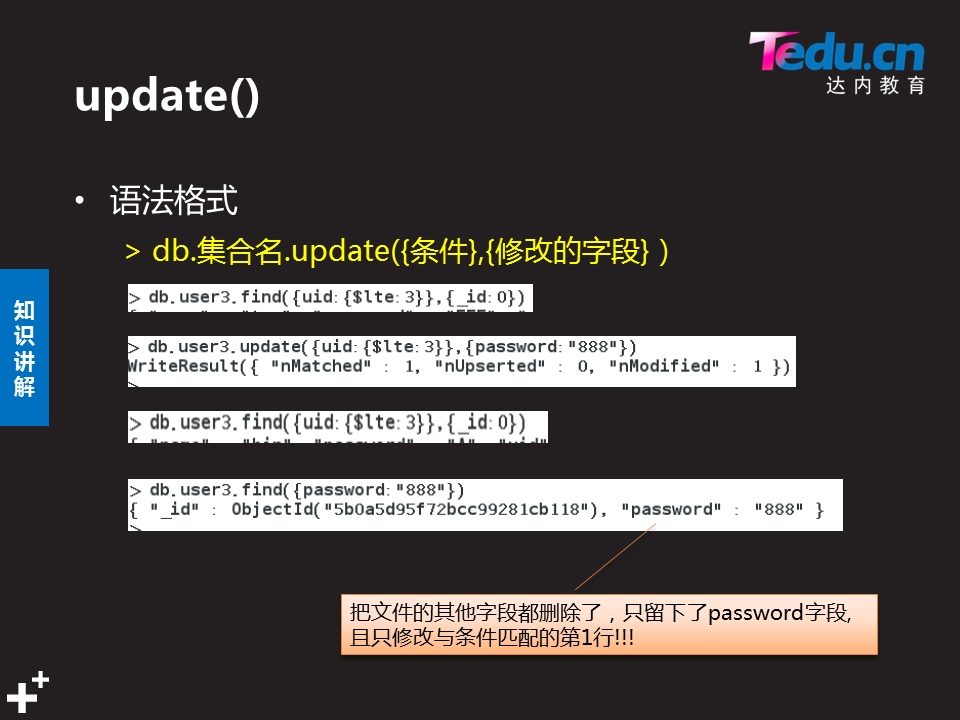 Tedu.cn
达内教育
update()
• 语法格式
> db.集合名.update({条件},{修改的字段} )
知识讲解
> db.user3.find({uid:{$lte:3}},{_id:0})
> db.user3.update({uid:{$lte:3}},{password:"888"})
WriteResult({ "nMatched" : 1, "nUpserted" : 0, "nModified" : 1 })
> db.user3.find({uid:{$lte:3}},{_id:0})
> db.user3.find({password:"888"})
{ "_id" : ObjectId("5b0a5d95f72bcc99281cb118"), "password" : "888" }
把文件的其他字段都删除了，只留下了password字段,
且只修改与条件匹配的第1行!!!